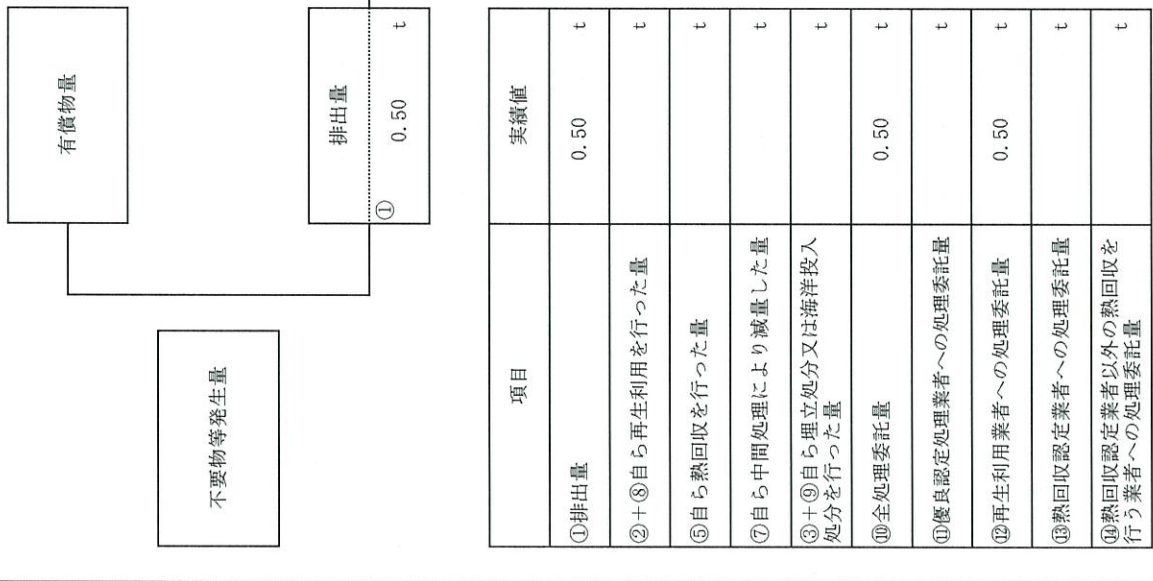 有償物量
不要物等発生量
排出量
① 0.50 t
項目 実績値
①排出量 0.50 t
②+⑧自ら再生利用を行った量 t
⑤自ら熱回収を行った量 t
⑦自ら中間処理により減量した量 t
③+⑨自ら埋立処分又は海洋投入
処分を行った量 t
⑩全処理委託量 0.50 t
⑪優良認定処理業者への処理委託量 t
⑫再生利用業者への処理委託量 0.50 t
⑬熱回収認定業者への処理委託量 t
⑭熱回収認定業者以外の熱回収を
行う業者への処理委託量 t